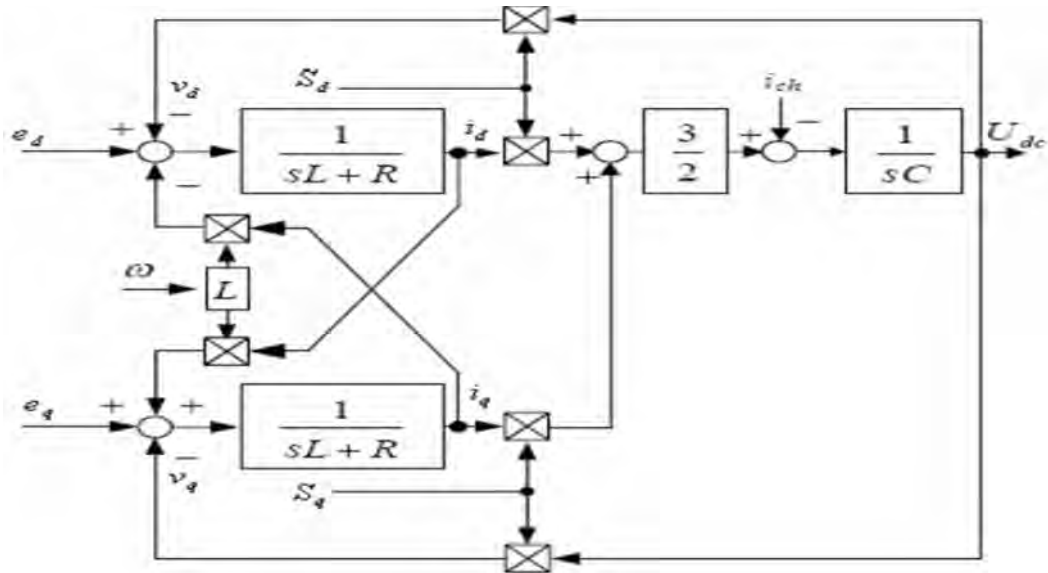 S_d
i_ch
v_d
−
e_d
+
1
sL + R
i_d
+
+
3
2
+
−
1
sC
U_dc
−
ω
L
e_q
+
+
1
sL + R
i_q
−
v_q
S_q